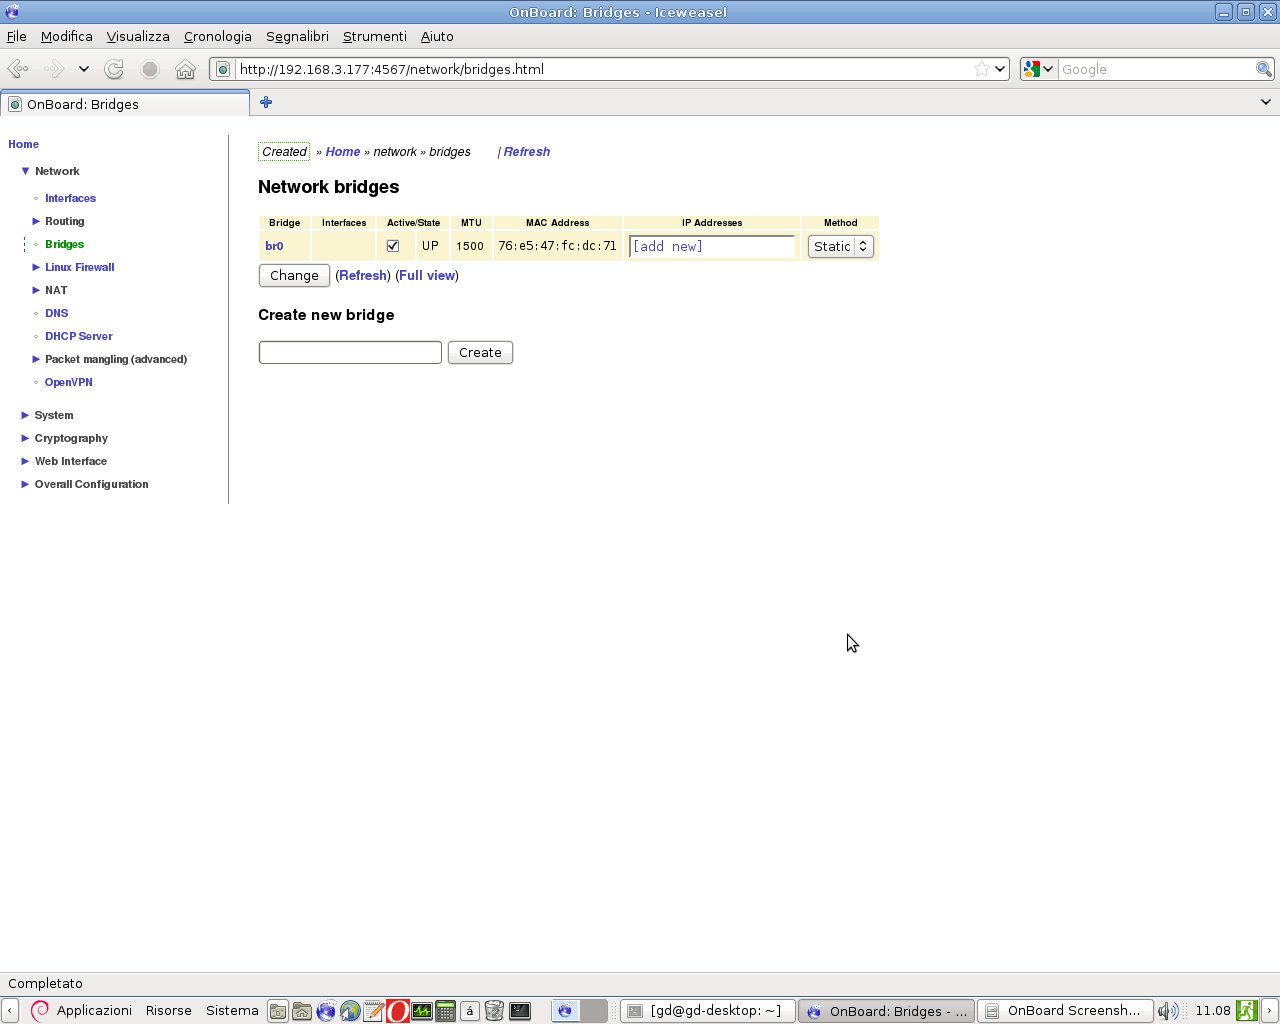 OnBoard: Bridges - Iceweasel
File Modifica Visualizza Cronologia Segnalibri Strumenti Aiuto
http://192.168.3.177:4567/network/bridges.html Google
OnBoard: Bridges
Home
Network
Interfaces
Routing
Bridges
Linux Firewall
NAT
DNS
DHCP Server
Packet mangling (advanced)
OpenVPN
System
Cryptography
Web Interface
Overall Configuration
Created » Home » network » bridges | Refresh
Network bridges
Bridge Interfaces Active/State MTU MAC Address IP Addresses Method
br0 UP 1500 76:e5:47:fc:dc:71 [add new] Static
Change (Refresh) (Full view)
Create new bridge
Create
Completato
Applicazioni Risorse Sistema á [gd@gd-desktop: ~] OnBoard: Bridges - ... OnBoard Screensh... 11.08